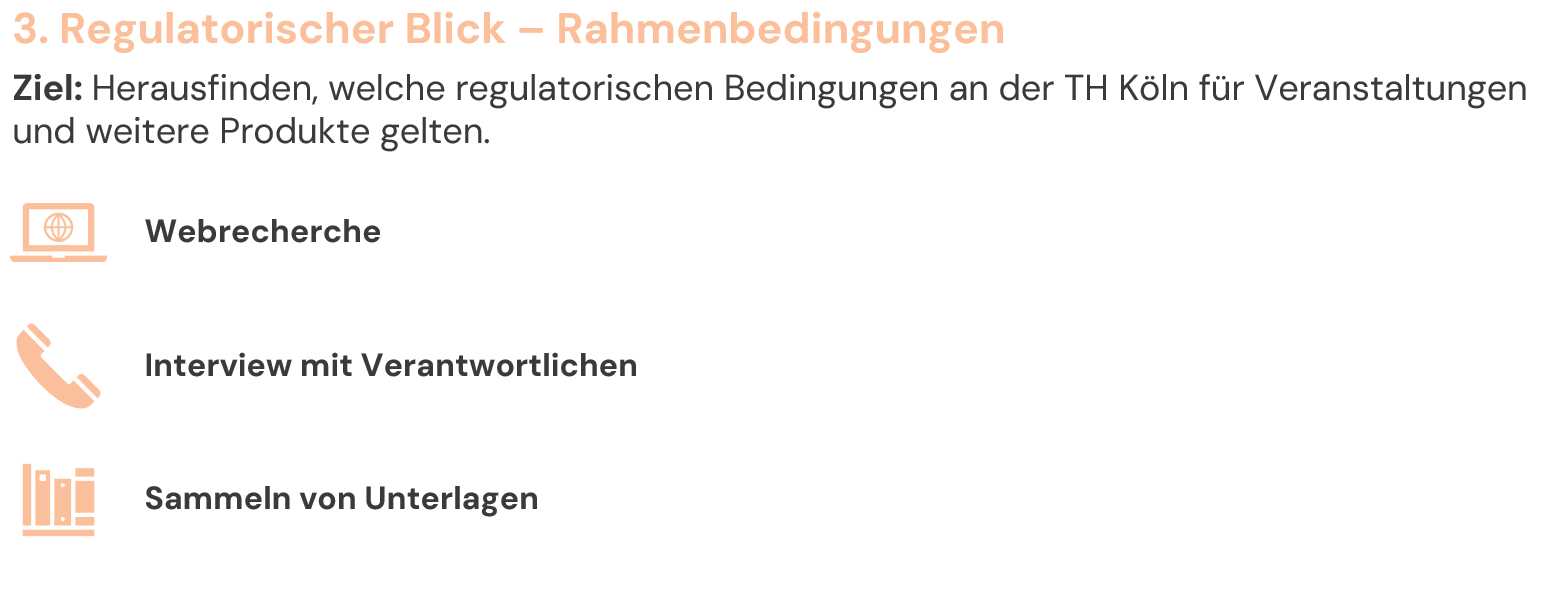 3. Regulatorischer Blick – Rahmenbedingungen
Ziel: Herausfinden, welche regulatorischen Bedingungen an der TH Köln für Veranstaltungen
und weitere Produkte gelten.
Webrecherche
Interview mit Verantwortlichen
Sammeln von Unterlagen